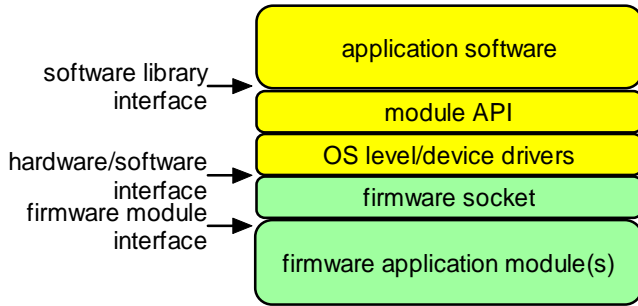 application software
software library
interface
module API
OS level/device drivers
hardware/software
interface
firmware socket
firmware module
interface
firmware application module(s)